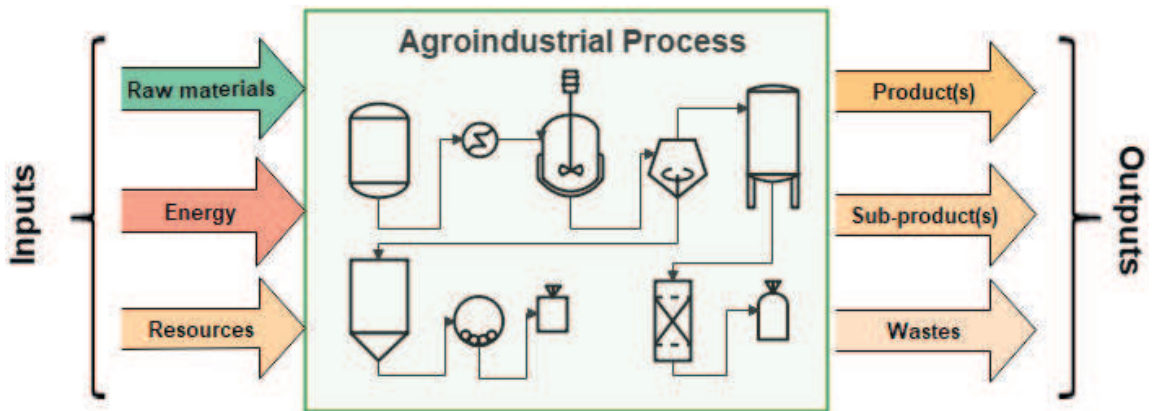 Agroindustrial Process
Inputs
Raw materials
Energy
Resources
Product(s)
Sub-product(s)
Wastes
Outputs